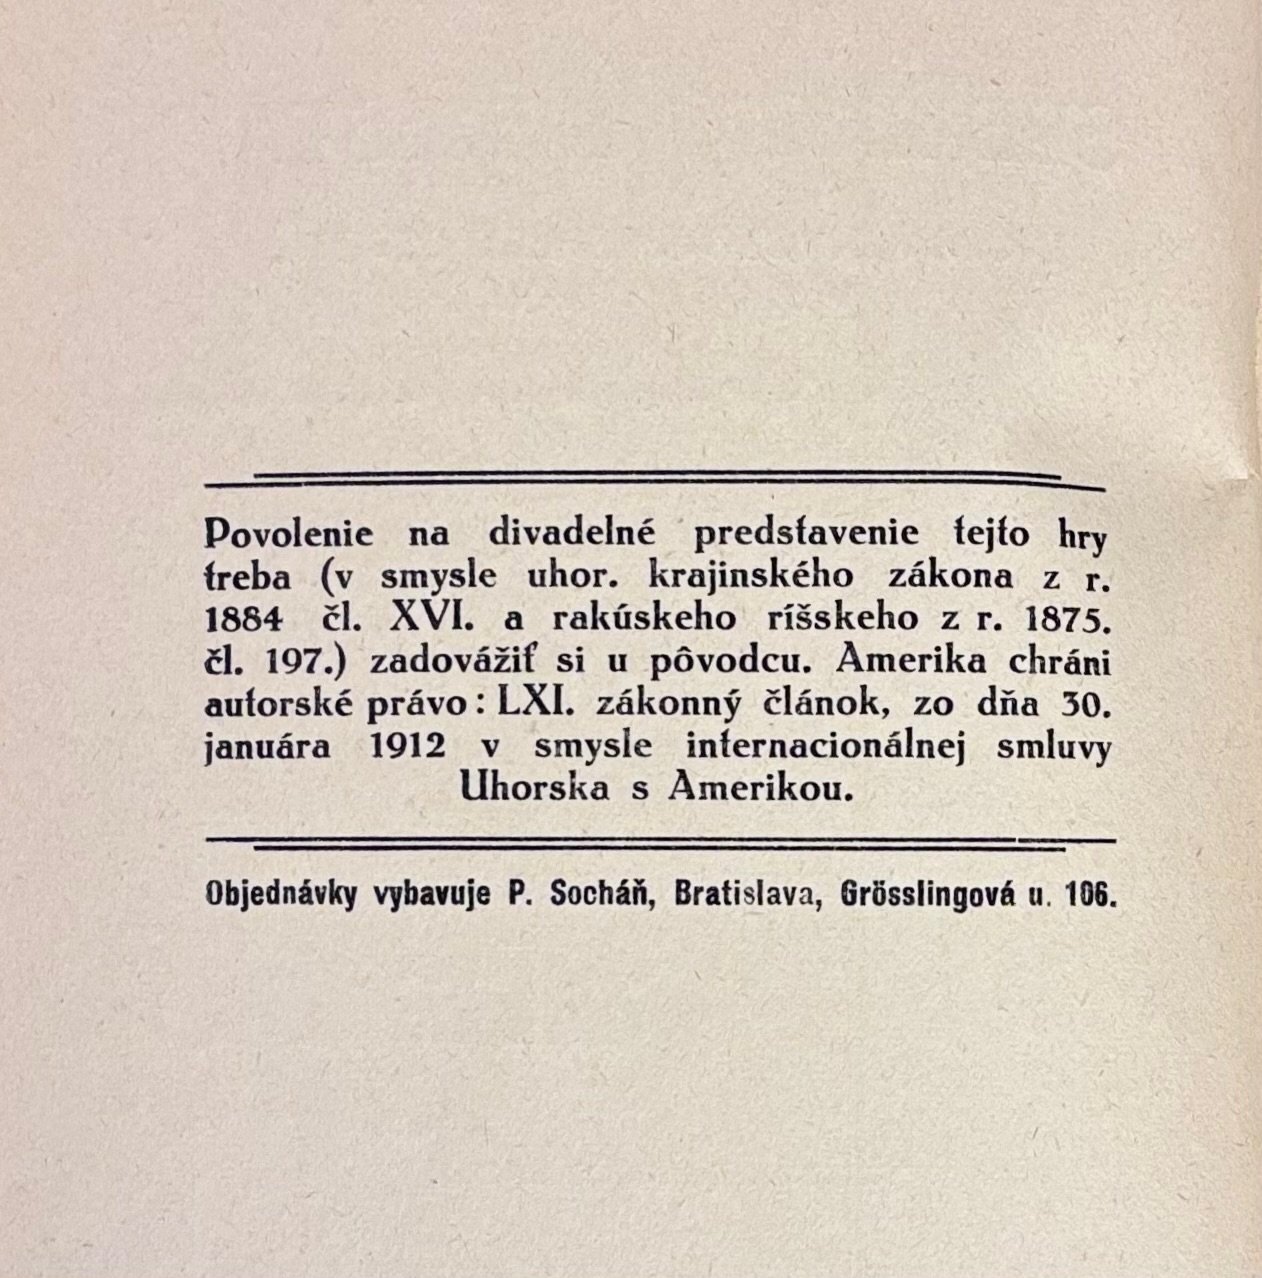 Povolenie na divadelné predstavenie tejto hry
treba (v smysle uhor. krajinského zákona z r.
1884 čl. XVI. a rakúskeho ríšskeho z r. 1875.
čl. 197.) zadovážiť si u pôvodcu. Amerika chráni
autorské právo: LXI. zákonný článok, zo dňa 30.
januára 1912 v smysle internacionálnej smluvy
Uhorska s Amerikou.
Objednávky vybavuje P. Socháň, Bratislava, Grösslingová u. 106.